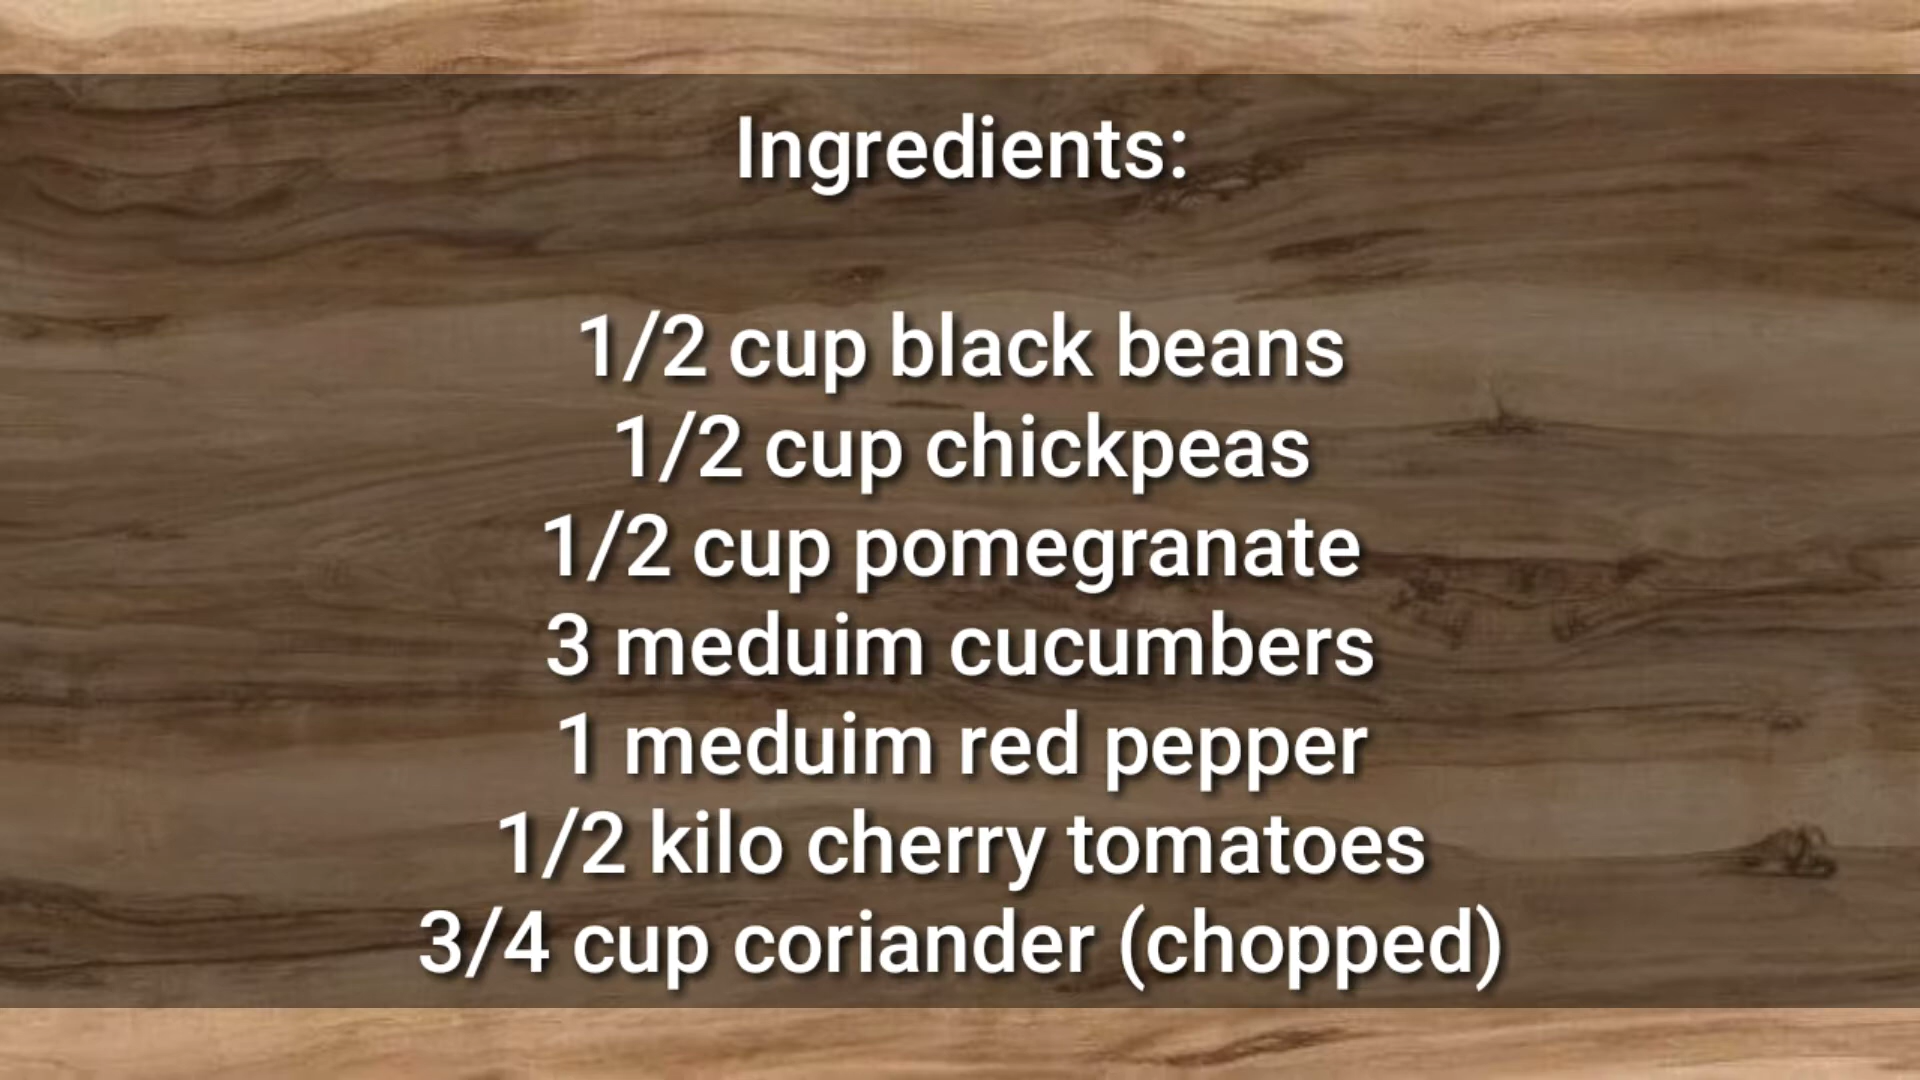 Ingredients:
1/2 cup black beans
1/2 cup chickpeas
1/2 cup pomegranate
3 meduim cucumbers
1 meduim red pepper
1/2 kilo cherry tomatoes
3/4 cup coriander (chopped)